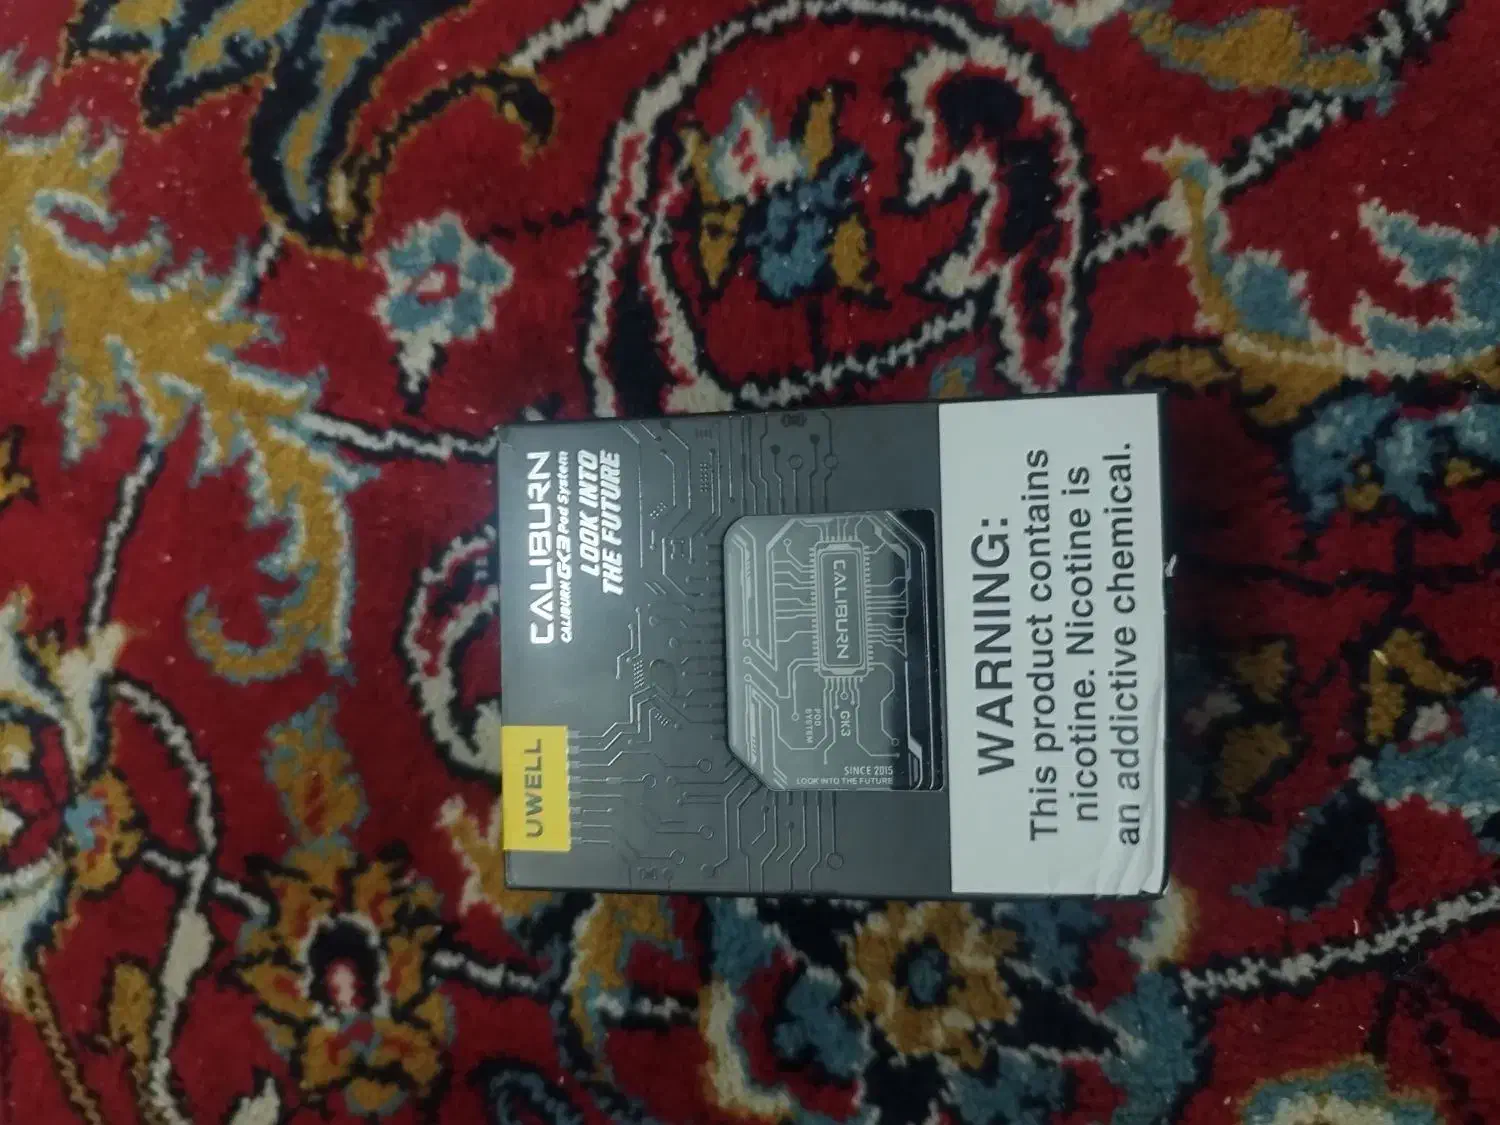 UWELL
CALIBURN
CALIBURN GK3 Pod System
LOOK INTO
THE FUTURE
CALIBURN
GK3
POD
SYSTEM
SINCE 2015
LOOK INTO THE FUTURE
WARNING:
This product contains
nicotine. Nicotine is
an addictive chemical.